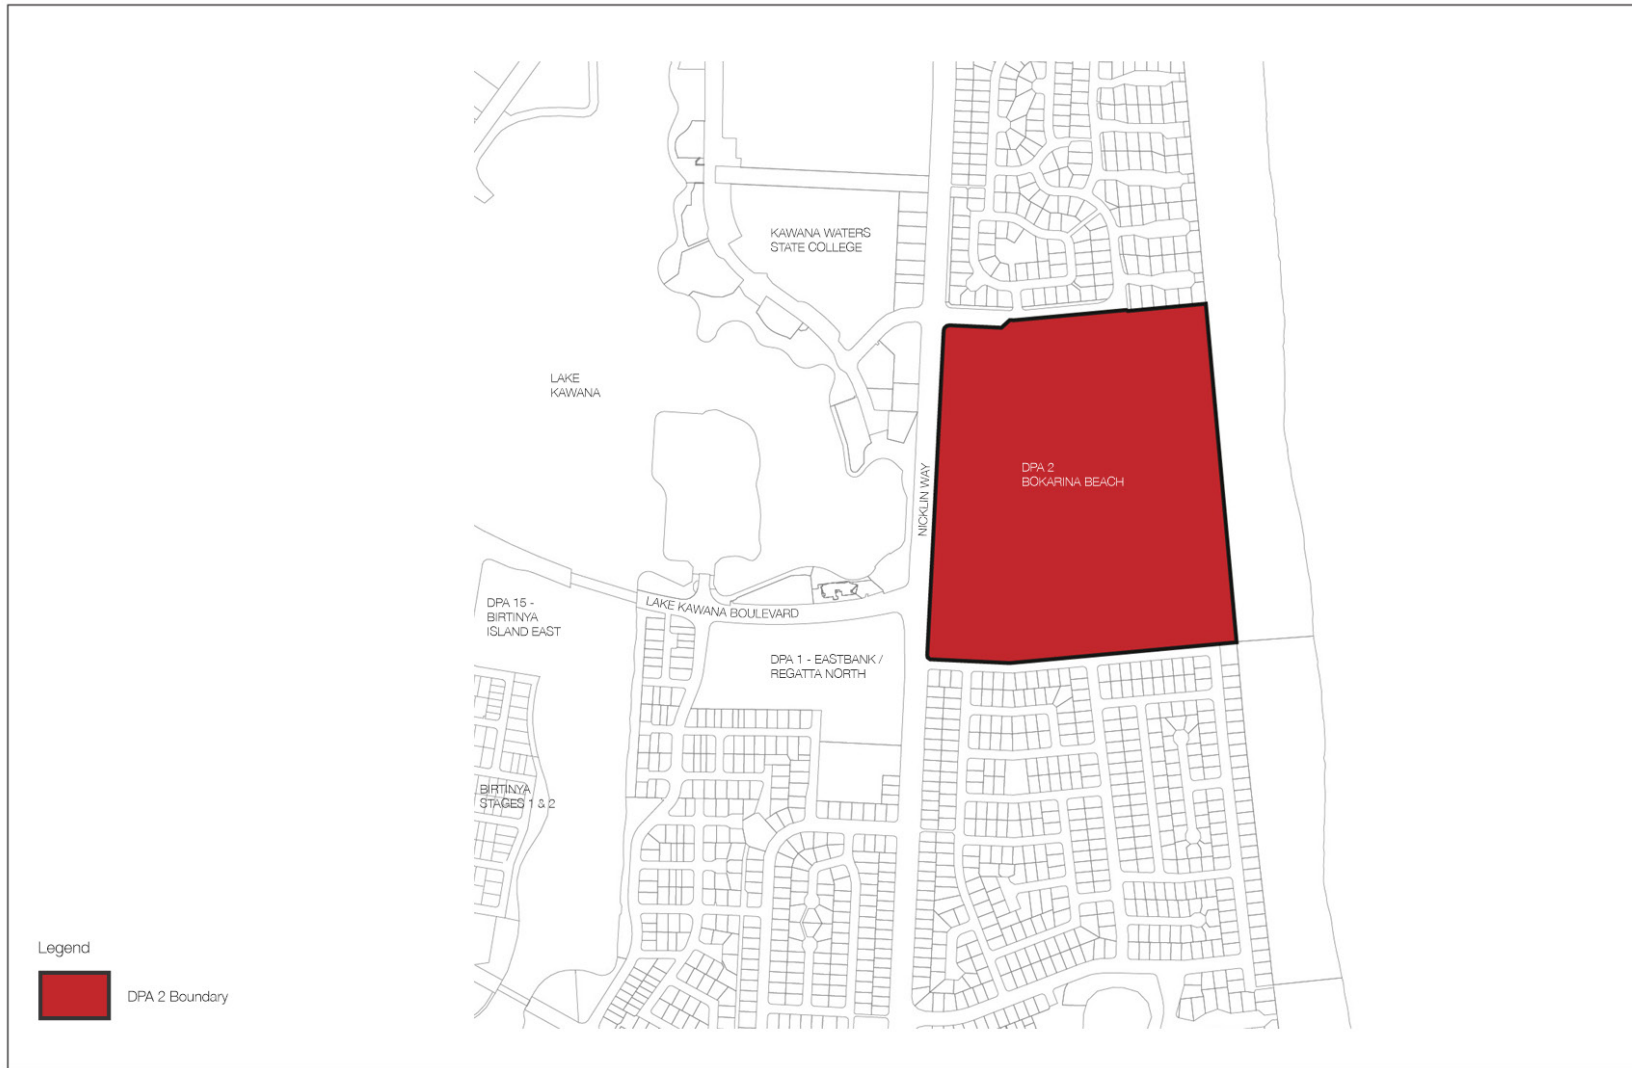 KAWANA WATERS
STATE COLLEGE
LAKE
KAWANA
DPA 2
BOKARINA BEACH
NICKLIN WAY
DPA 15 -
BIRTINYA
ISLAND EAST
LAKE KAWANA BOULEVARD
DPA 1 - EASTBANK /
REGATTA NORTH
BIRTINYA
STAGES 1 & 2
Legend
DPA 2 Boundary